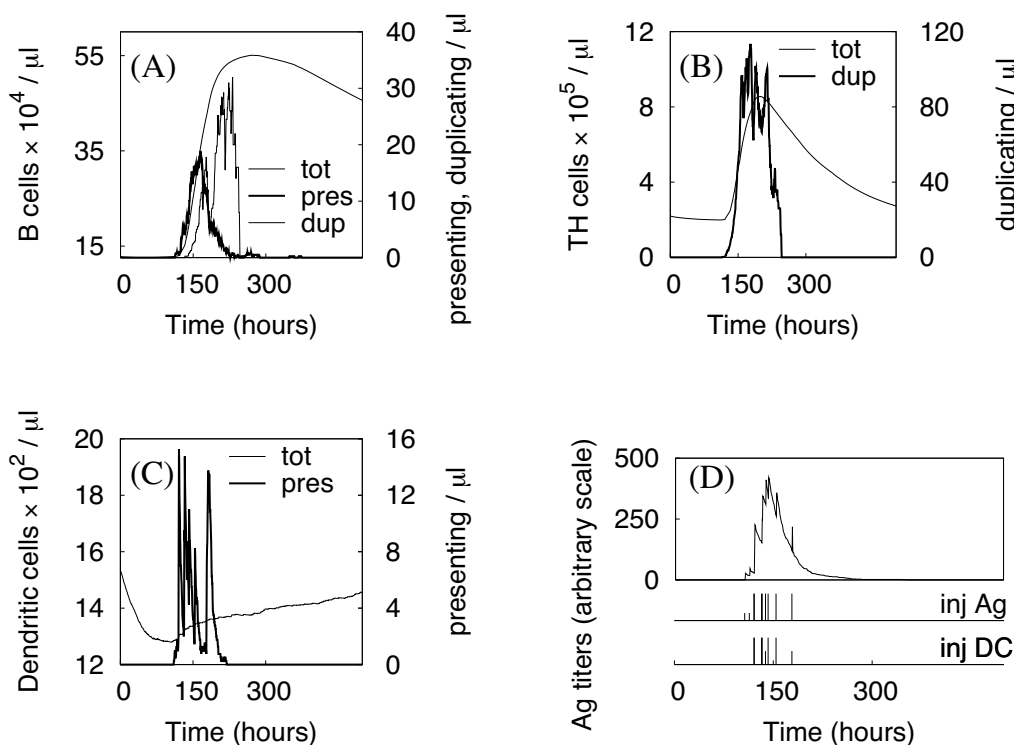 (A)
B cells × 10⁴ / µl
55
35
15
40
30
20
10
0
presenting, duplicating / µl
tot
pres
dup
0 150 300
Time (hours)
(B)
TH cells × 10⁵ / µl
12
8
4
0
120
80
40
0
duplicating / µl
tot
dup
0 150 300
Time (hours)
(C)
Dendritic cells × 10² / µl
20
18
16
14
12
16
12
8
4
0
presenting / µl
tot
pres
0 150 300
Time (hours)
(D)
Ag titers (arbitrary scale)
500
250
0
inj Ag
inj DC
0 150 300
Time (hours)